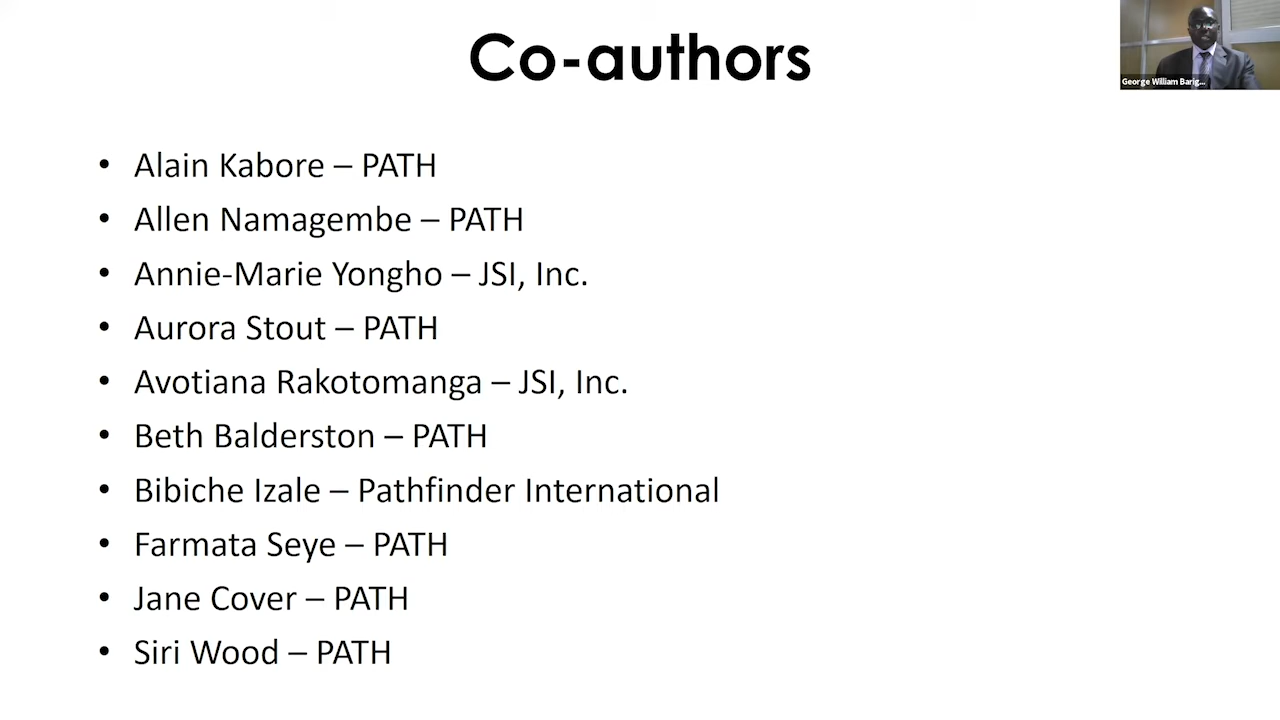 Co-authors
George William Barig...
• Alain Kabore – PATH
• Allen Namagembe – PATH
• Annie-Marie Yongho – JSI, Inc.
• Aurora Stout – PATH
• Avotiana Rakotomanga – JSI, Inc.
• Beth Balderston – PATH
• Bibiche Izale – Pathfinder International
• Farmata Seye – PATH
• Jane Cover – PATH
• Siri Wood – PATH